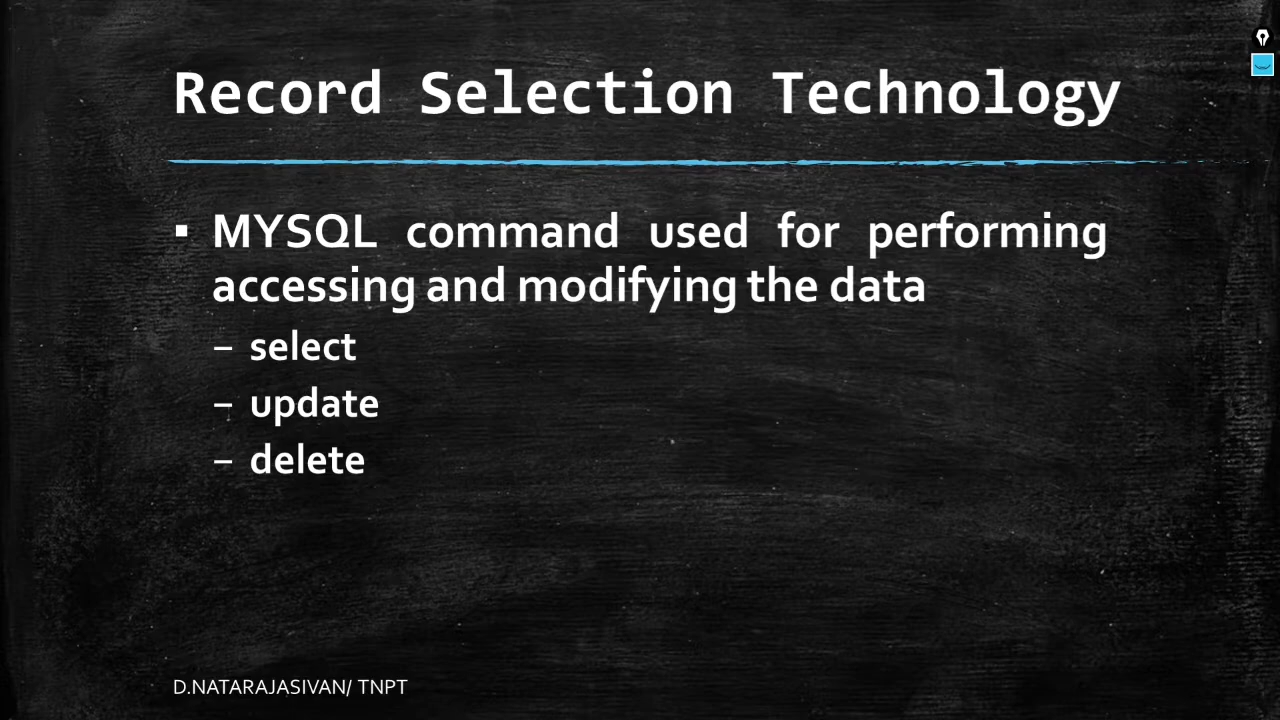 Record Selection Technology
▪ MYSQL command used for performing
accessing and modifying the data
– select
– update
– delete
D.NATARAJASIVAN/ TNPT